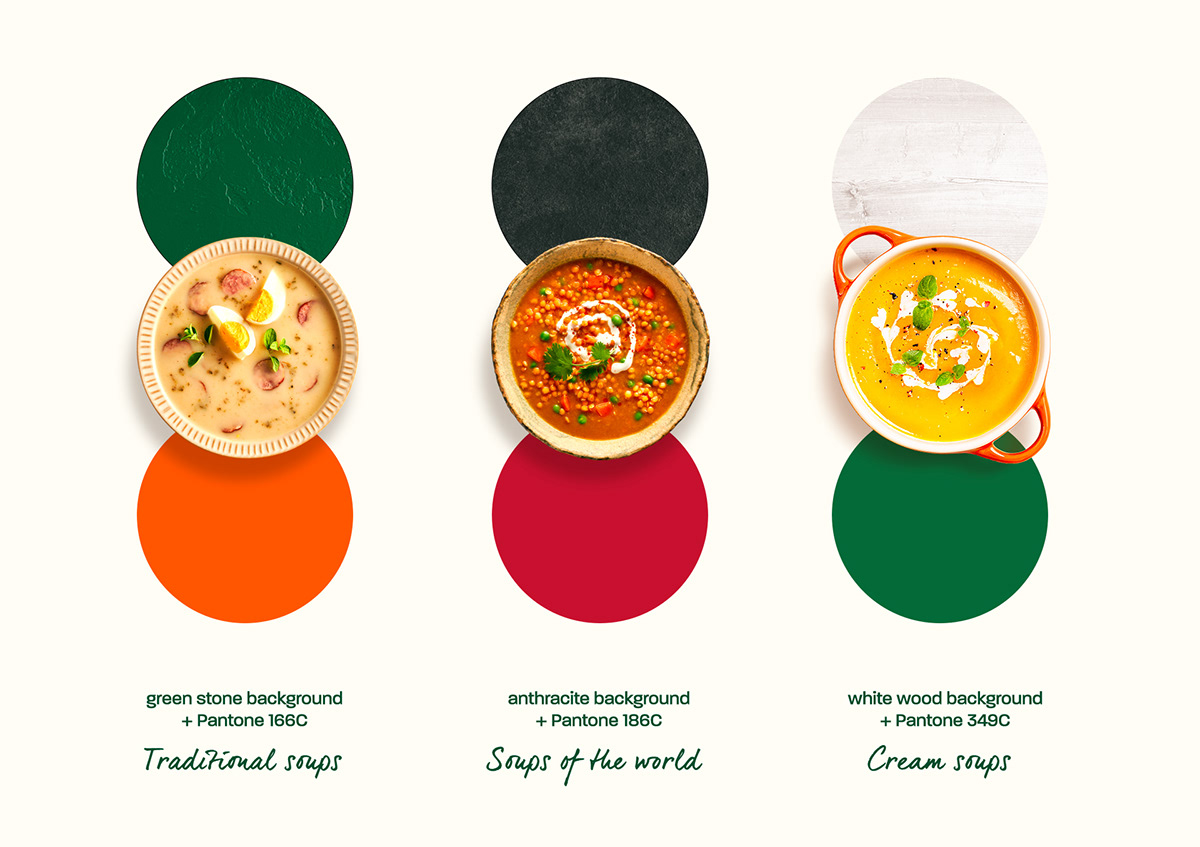 green stone background
+ Pantone 166C
Traditional soups
anthracite background
+ Pantone 186C
Soups of the world
white wood background
+ Pantone 349C
Cream soups